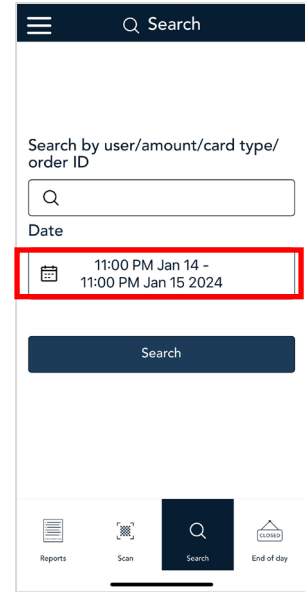 Search
Search by user/amount/card type/
order ID
Date
11:00 PM Jan 14 -
11:00 PM Jan 15 2024
Search
CLOSED
Reports Scan Search End of day